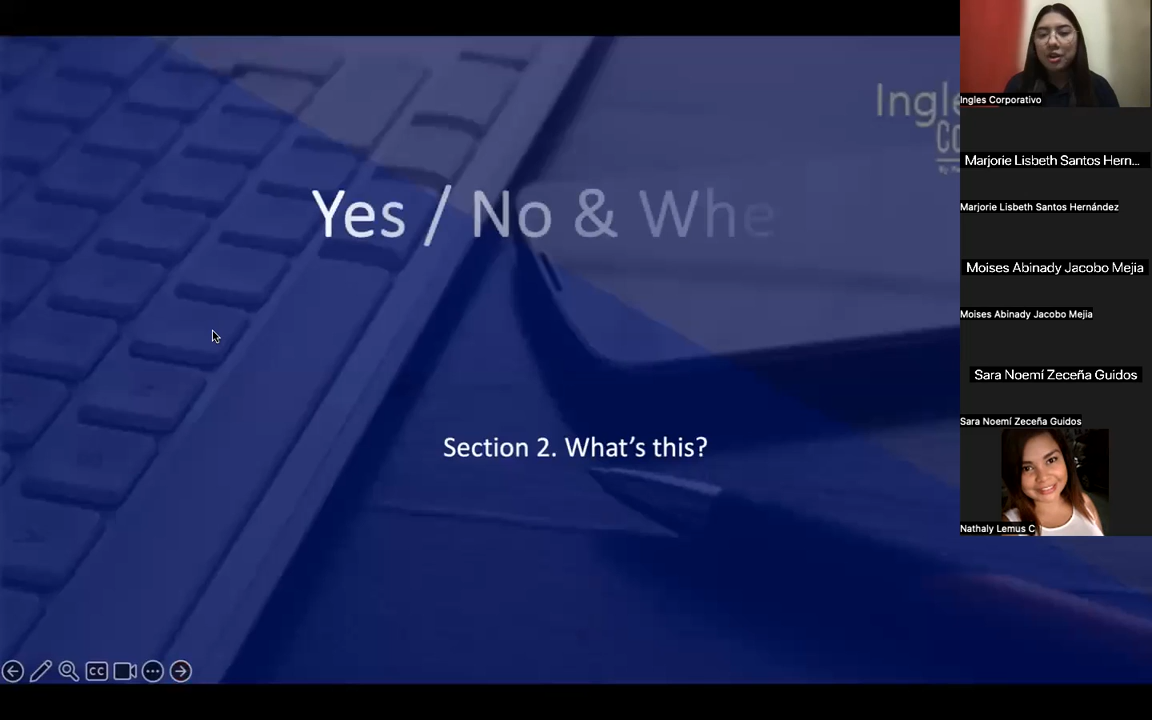 Yes / No & Whe
Section 2. What's this?
CC
Ingles Corporativo
Marjorie Lisbeth Santos Hern...
Marjorie Lisbeth Santos Hernández
Moises Abinady Jacobo Mejia
Moises Abinady Jacobo Mejia
Sara Noemí Zeceña Guidos
Sara Noemí Zeceña Guidos
Nathaly Lemus C